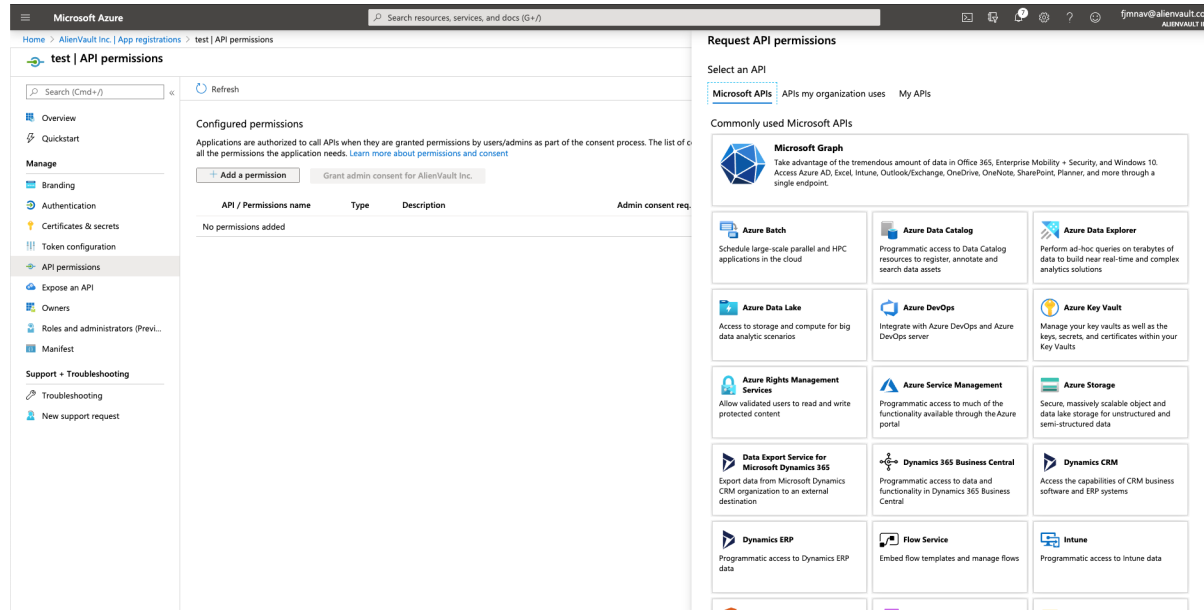 Microsoft Azure
Search resources, services, and docs (G+/)
7
fjmnav@alienvault.co
ALIENVAULT I
Home > AlienVault Inc. | App registrations > test | API permissions
test | API permissions
Search (Cmd+/)
«
Overview
Quickstart
Manage
Branding
Authentication
Certificates & secrets
Token configuration
API permissions
Expose an API
Owners
Roles and administrators (Previ...
Manifest
Support + Troubleshooting
Troubleshooting
New support request
Refresh
Configured permissions
Applications are authorized to call APIs when they are granted permissions by users/admins as part of the consent process. The list of c
all the permissions the application needs. Learn more about permissions and consent
+ Add a permission
Grant admin consent for AlienVault Inc.
API / Permissions name Type Description Admin consent req.
No permissions added
Request API permissions
Select an API
Microsoft APIs APIs my organization uses My APIs
Commonly used Microsoft APIs
Microsoft Graph
Take advantage of the tremendous amount of data in Office 365, Enterprise Mobility + Security, and Windows 10.
Access Azure AD, Excel, Intune, Outlook/Exchange, OneDrive, OneNote, SharePoint, Planner, and more through a
single endpoint.
Azure Batch
Schedule large-scale parallel and HPC
applications in the cloud
Azure Data Catalog
Programmatic access to Data Catalog
resources to register, annotate and
search data assets
Azure Data Explorer
Perform ad-hoc queries on terabytes of
data to build near real-time and complex
analytics solutions
Azure Data Lake
Access to storage and compute for big
data analytic scenarios
Azure DevOps
Integrate with Azure DevOps and Azure
DevOps server
Azure Key Vault
Manage your key vaults as well as the
keys, secrets, and certificates within your
Key Vaults
Azure Rights Management
Services
Allow validated users to read and write
protected content
Azure Service Management
Programmatic access to much of the
functionality available through the Azure
portal
Azure Storage
Secure, massively scalable object and
data lake storage for unstructured and
semi-structured data
Data Export Service for
Microsoft Dynamics 365
Export data from Microsoft Dynamics
CRM organization to an external
destination
Dynamics 365 Business Central
Programmatic access to data and
functionality in Dynamics 365 Business
Central
Dynamics CRM
Access the capabilities of CRM business
software and ERP systems
Dynamics ERP
Programmatic access to Dynamics ERP
data
Flow Service
Embed flow templates and manage flows
Intune
Programmatic access to Intune data